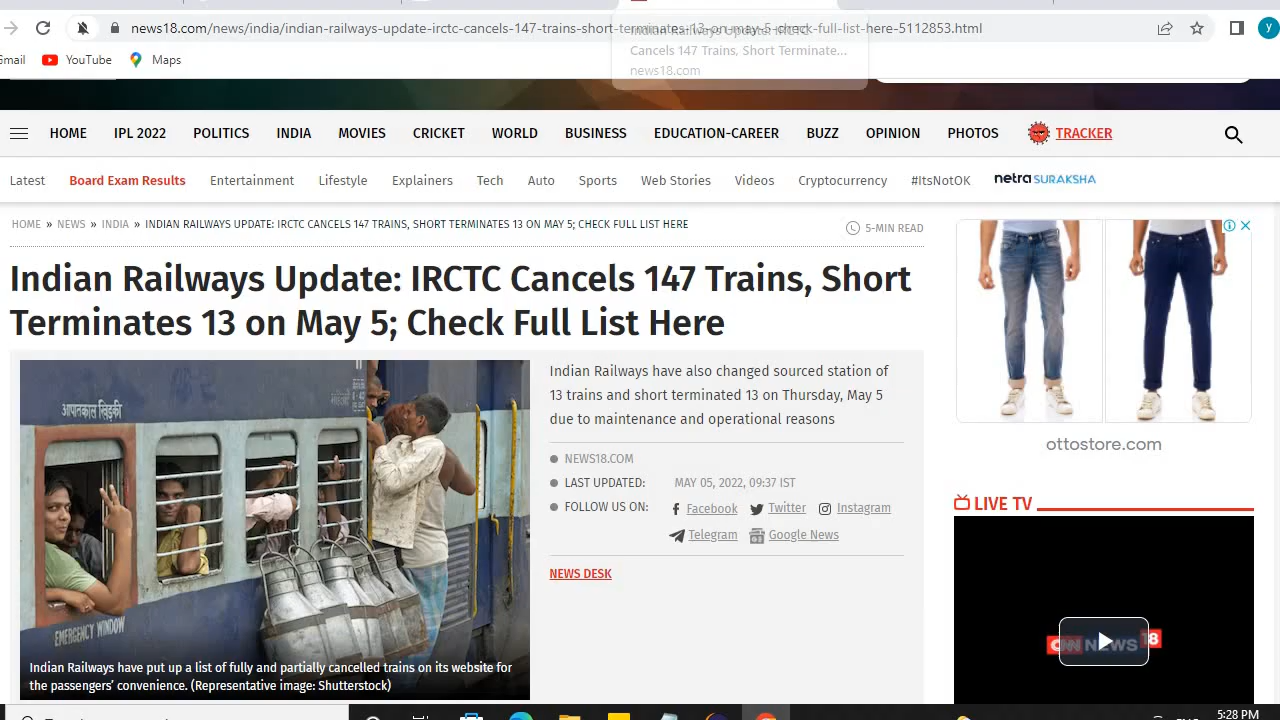 news18.com/news/india/indian-railways-update-irctc-cancels-147-trains-short-terminates-13-on-may-5-check-full-list-here-5112853.html
y
Cancels 147 Trains, Short Terminate...
news18.com
YouTube
Maps
HOME IPL 2022 POLITICS INDIA MOVIES CRICKET WORLD BUSINESS EDUCATION-CAREER BUZZ OPINION PHOTOS TRACKER
Latest Board Exam Results Entertainment Lifestyle Explainers Tech Auto Sports Web Stories Videos Cryptocurrency #ItsNotOK netra SURAKSHA
HOME » NEWS » INDIA » INDIAN RAILWAYS UPDATE: IRCTC CANCELS 147 TRAINS, SHORT TERMINATES 13 ON MAY 5; CHECK FULL LIST HERE
5-MIN READ
Indian Railways Update: IRCTC Cancels 147 Trains, Short
Terminates 13 on May 5; Check Full List Here
आपातकाल खिड़की
EMERGENCY WINDOW
Indian Railways have put up a list of fully and partially cancelled trains on its website for
the passengers’ convenience. (Representative image: Shutterstock)
Indian Railways have also changed sourced station of
13 trains and short terminated 13 on Thursday, May 5
due to maintenance and operational reasons
NEWS18.COM
LAST UPDATED: MAY 05, 2022, 09:37 IST
FOLLOW US ON: Facebook Twitter Instagram
Telegram Google News
NEWS DESK
ottostore.com
LIVE TV
CNN NEWS 18
5:28 PM